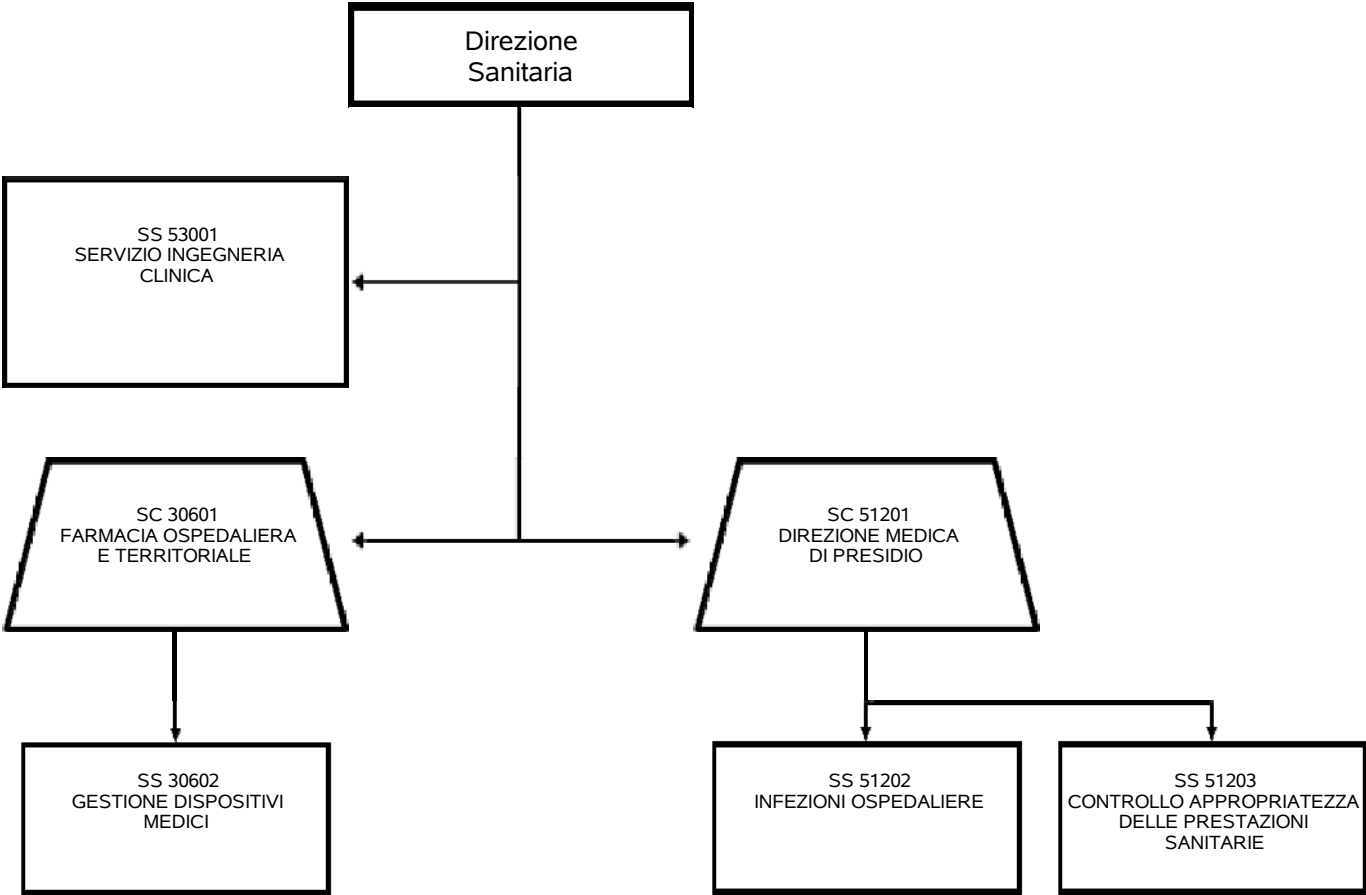 Direzione
Sanitaria
SS 53001
SERVIZIO INGEGNERIA
CLINICA
SC 30601
FARMACIA OSPEDALIERA
E TERRITORIALE
SC 51201
DIREZIONE MEDICA
DI PRESIDIO
SS 30602
GESTIONE DISPOSITIVI
MEDICI
SS 51202
INFEZIONI OSPEDALIERE
SS 51203
CONTROLLO APPROPRIATEZZA
DELLE PRESTAZIONI
SANITARIE